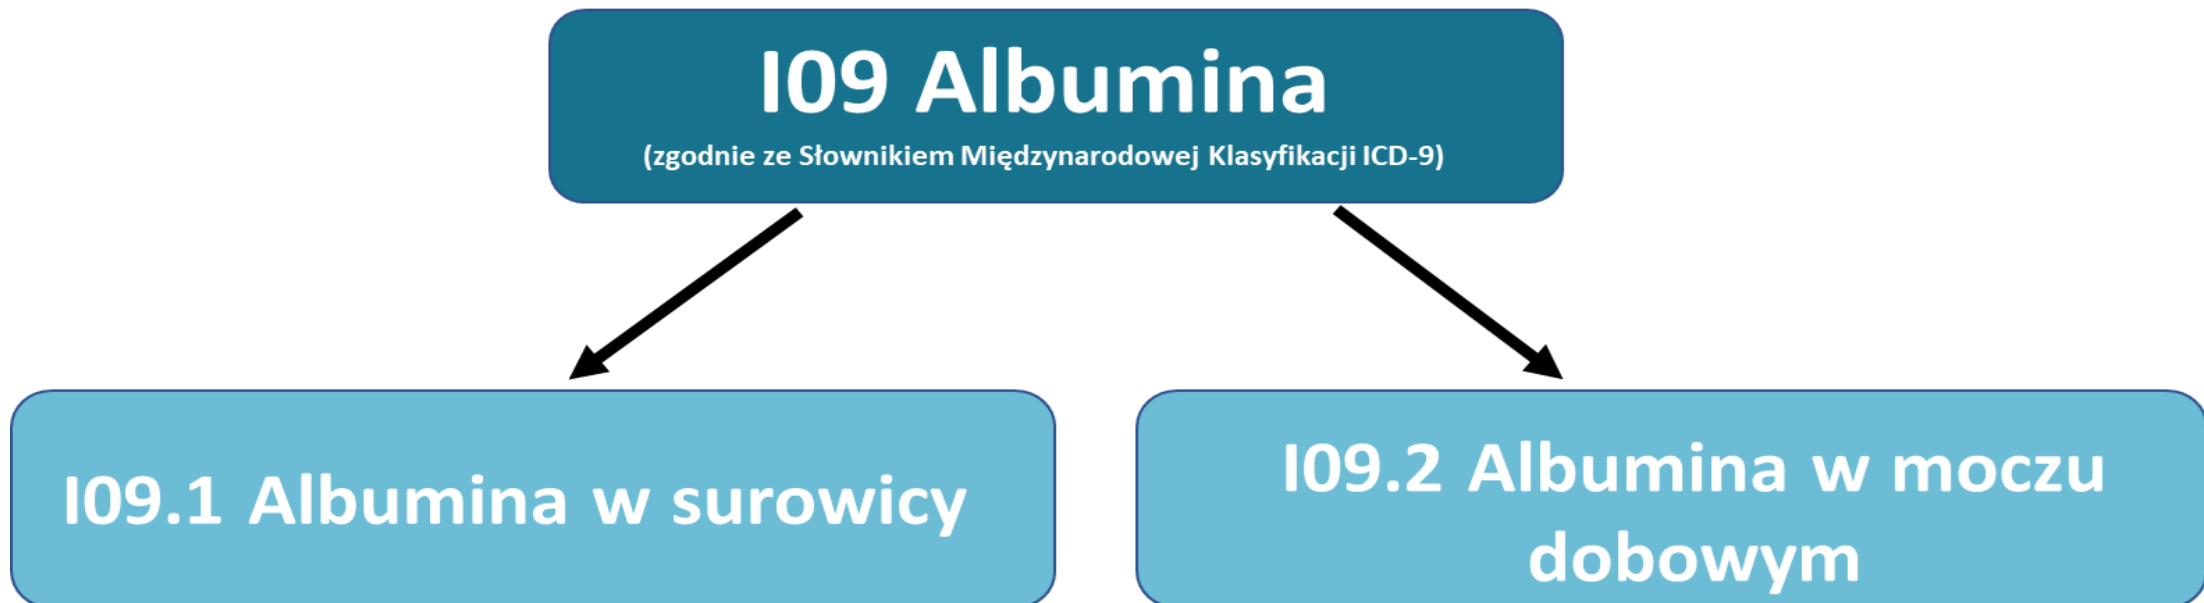 I09 Albumina
(zgodnie ze Słownikiem Międzynarodowej Klasyfikacji ICD-9)
I09.1 Albumina w surowicy
I09.2 Albumina w moczu
dobowym